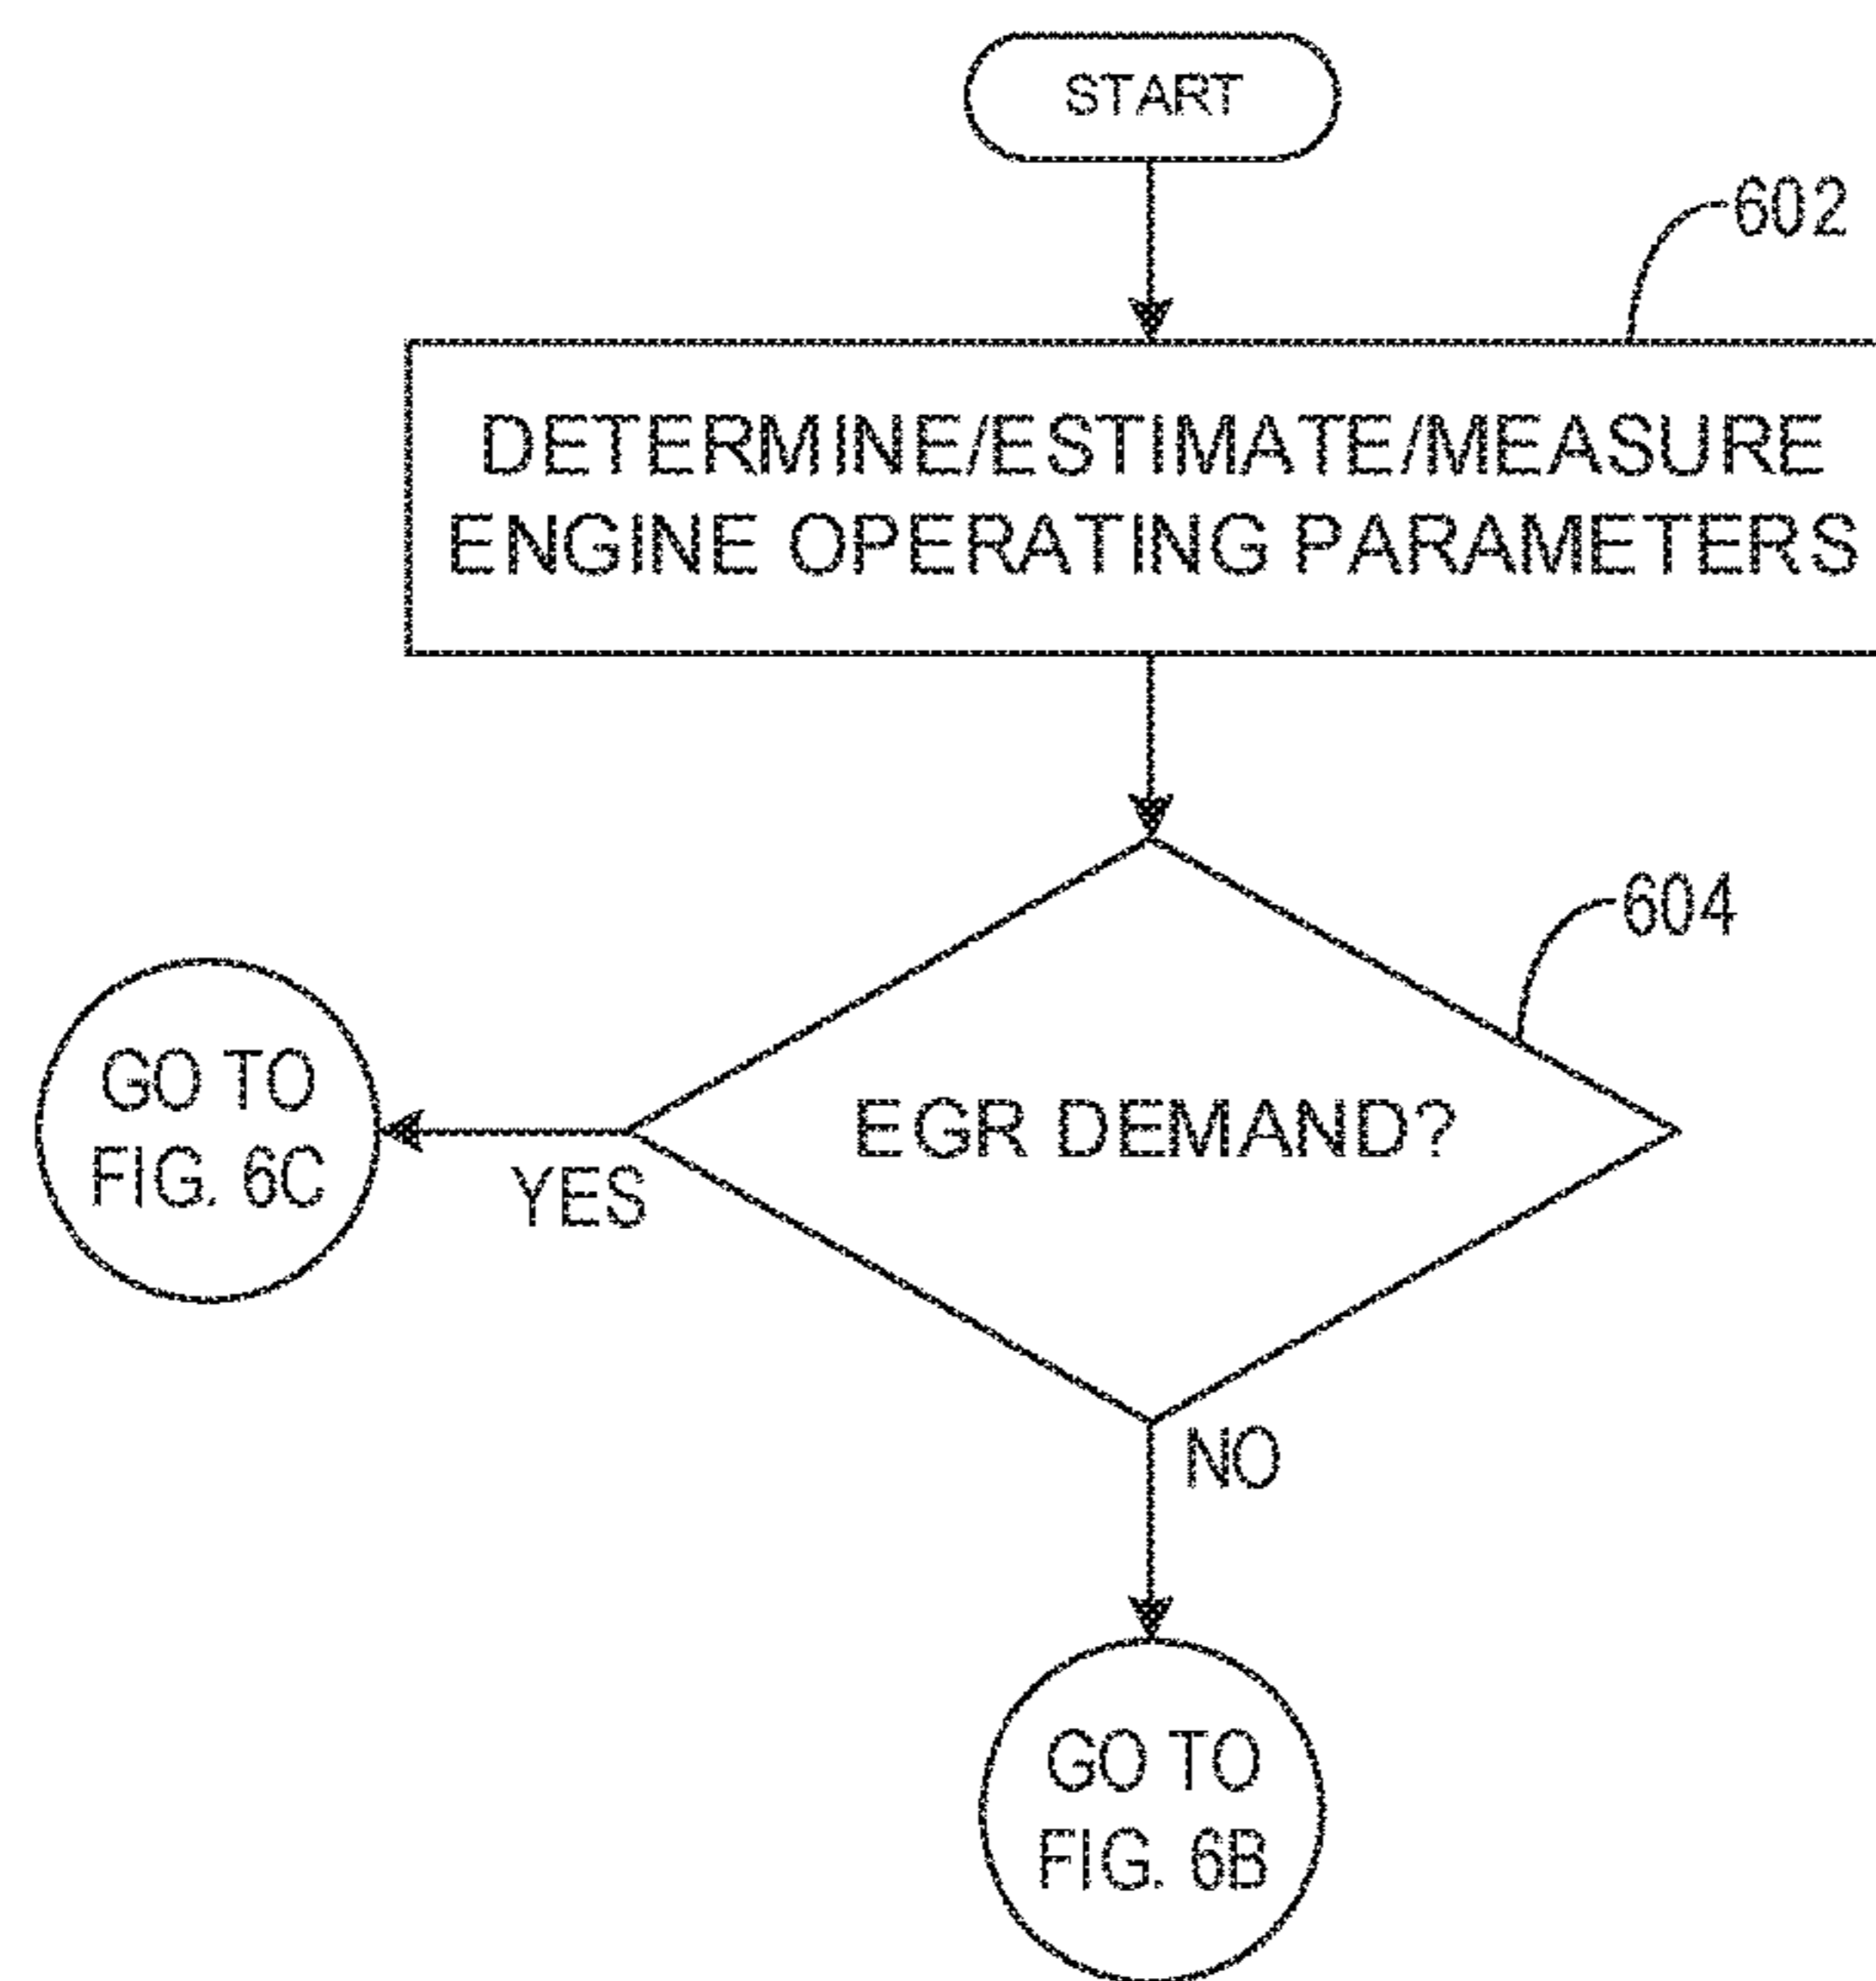 START
602
DETERMINE/ESTIMATE/MEASURE
ENGINE OPERATING PARAMETERS
604
EGR DEMAND?
GO TO
FIG. 6C
YES
NO
GO TO
FIG. 6B